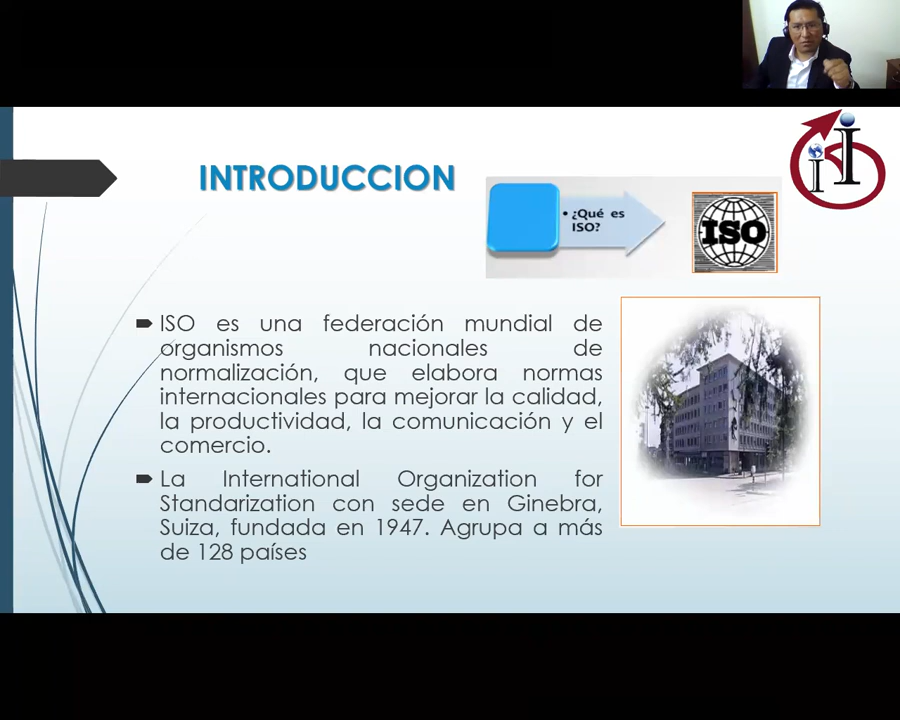 INTRODUCCION
• ¿Qué es
ISO?
ISO
ISO es una federación mundial de
organismos nacionales de
normalización, que elabora normas
internacionales para mejorar la calidad,
la productividad, la comunicación y el
comercio.
La International Organization for
Standarization con sede en Ginebra,
Suiza, fundada en 1947. Agrupa a más
de 128 países